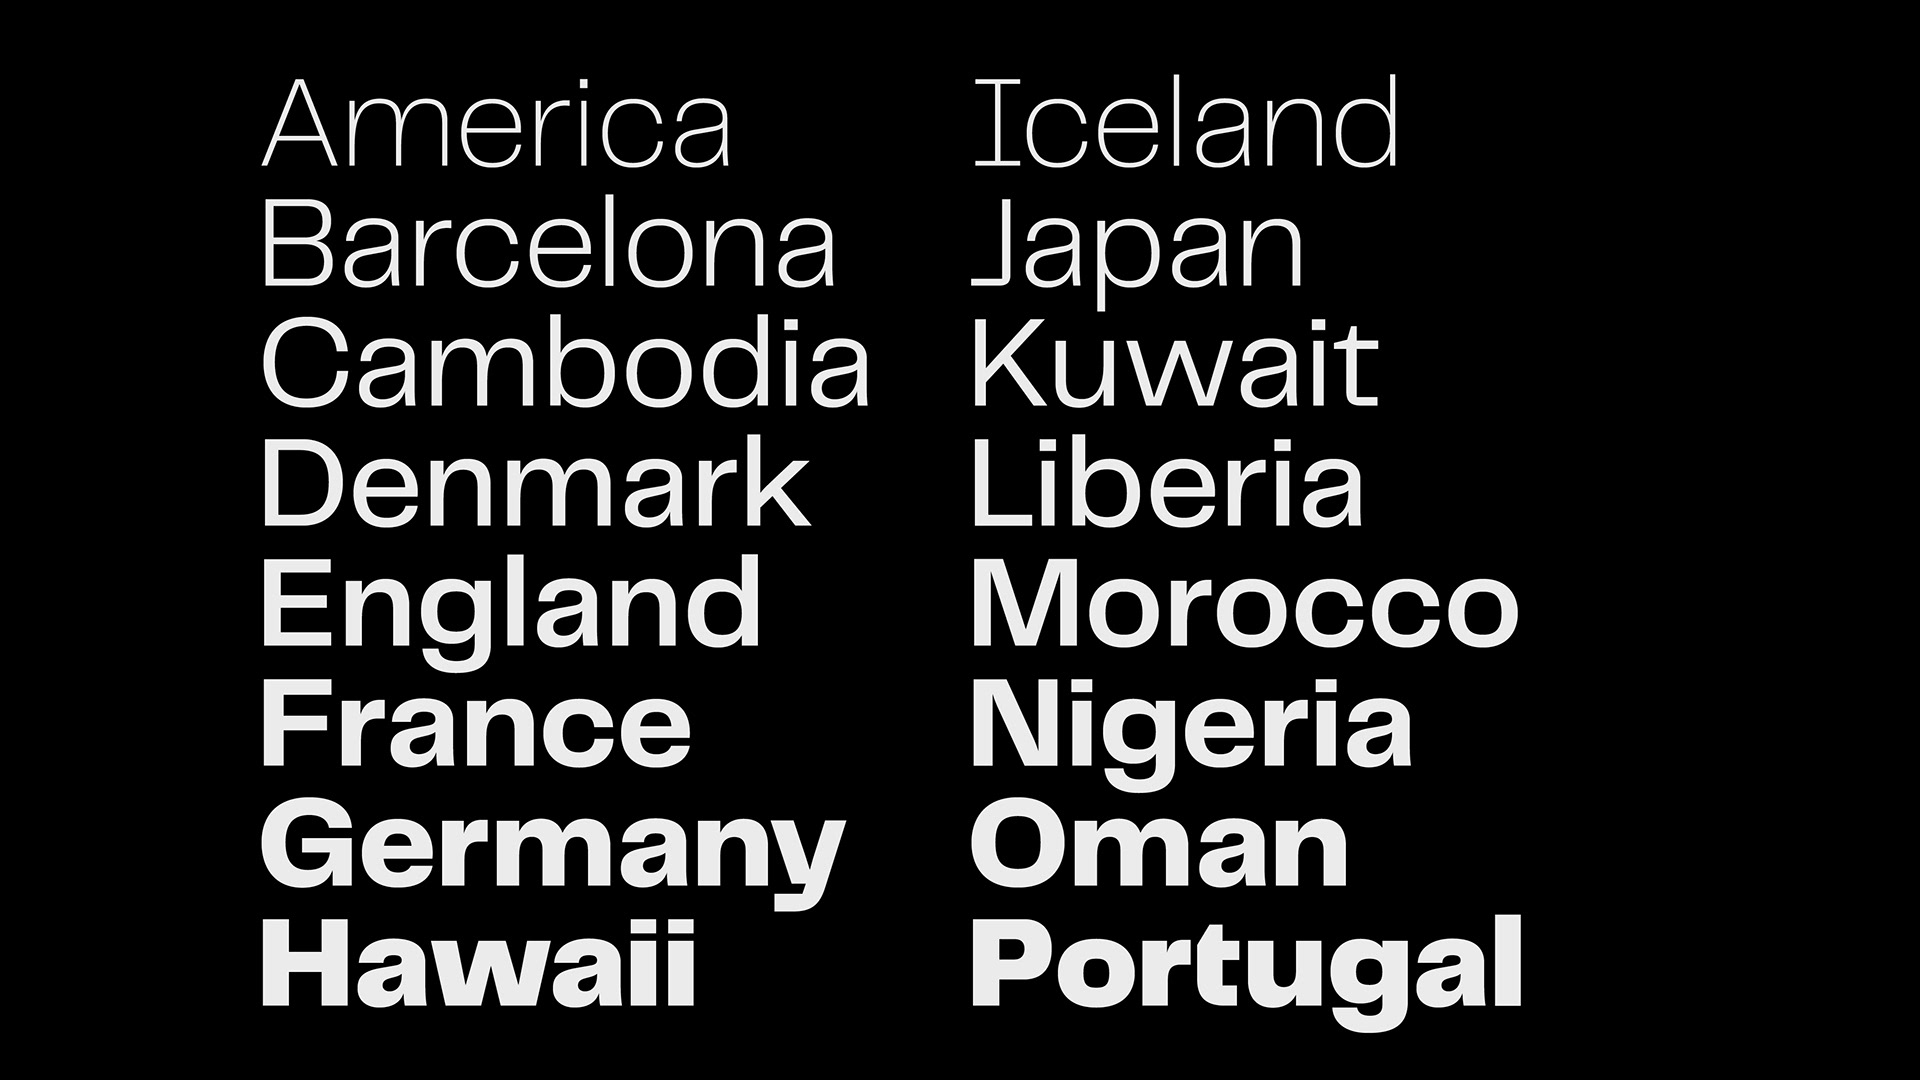 America
Barcelona
Cambodia
Denmark
England
France
Germany
Hawaii
Iceland
Japan
Kuwait
Liberia
Morocco
Nigeria
Oman
Portugal